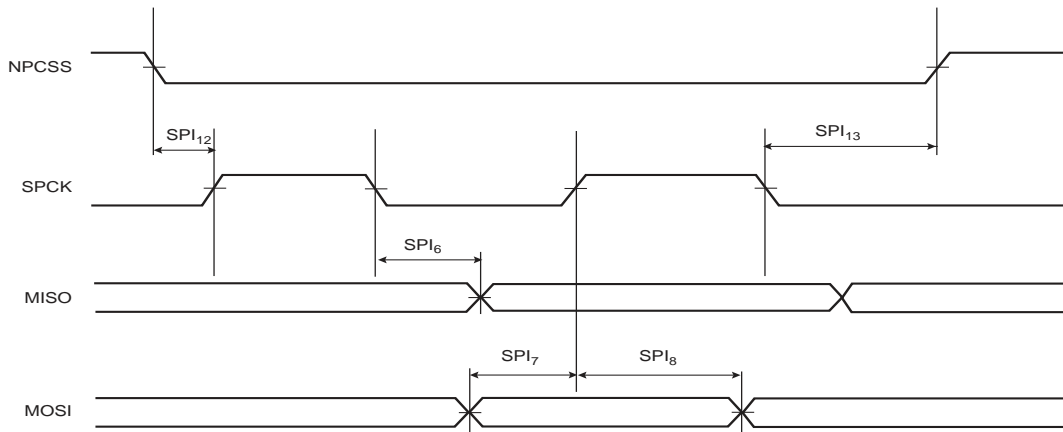 NPCSS
SPI₁₂
SPI₁₃
SPCK
SPI₆
MISO
SPI₇
SPI₈
MOSI